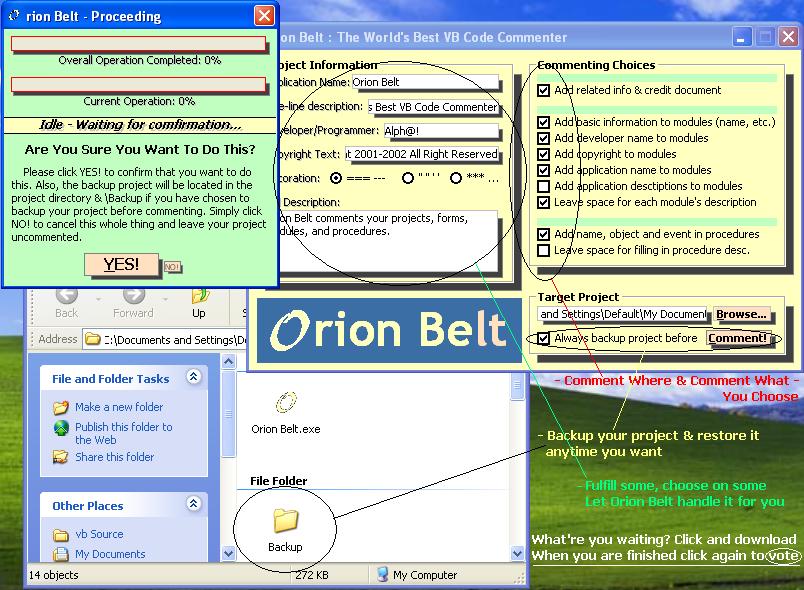 rion Belt - Proceeding
Overall Operation Completed: 0%
Current Operation: 0%
Idle - Waiting for comfirmation...
Are You Sure You Want To Do This?
Please click YES! to confirm that you want to do
this. Also, the backup project will be located in the
project directory & \Backup if you have chosen to
backup your project before commenting. Simply click
NO! to cancel this whole thing and leave your project
uncommented.
YES!
NO!
on Belt : The World's Best VB Code Commenter
oject Information
plication Name: Orion Belt
e-line description: s Best VB Code Commenter
veloper/Programmer: Alph@!
pyright Text: 2001-2002 All Right Reserved
coration: === --- " " ' ' *** ...
Description:
on Belt comments your projects, forms,
dules, and procedures.
Commenting Choices
Add related info & credit document
Add basic information to modules (name, etc.)
Add developer name to modules
Add copyright to modules
Add application name to modules
Add application desctiptions to modules
Leave space for each module's description
Add name, object and event in procedures
Leave space for filling in procedure desc.
Target Project
and Settings\Default\My Document Browse...
Always backup project before Comment!
Orion Belt
Back
Forward
Up
S
Address C:\Documents and Settings\De
File and Folder Tasks
Make a new folder
Publish this folder to
the Web
Share this folder
Other Places
vb Source
My Documents
Orion Belt.exe
File Folder
Backup
14 objects
272 KB
My Computer
- Comment Where & Comment What -
You Choose
- Backup your project & restore it
anytime you want
- Fulfill some, choose on some
Let Orion Belt handle it for you
What're you waiting? Click and download
When you are finished click again to vote